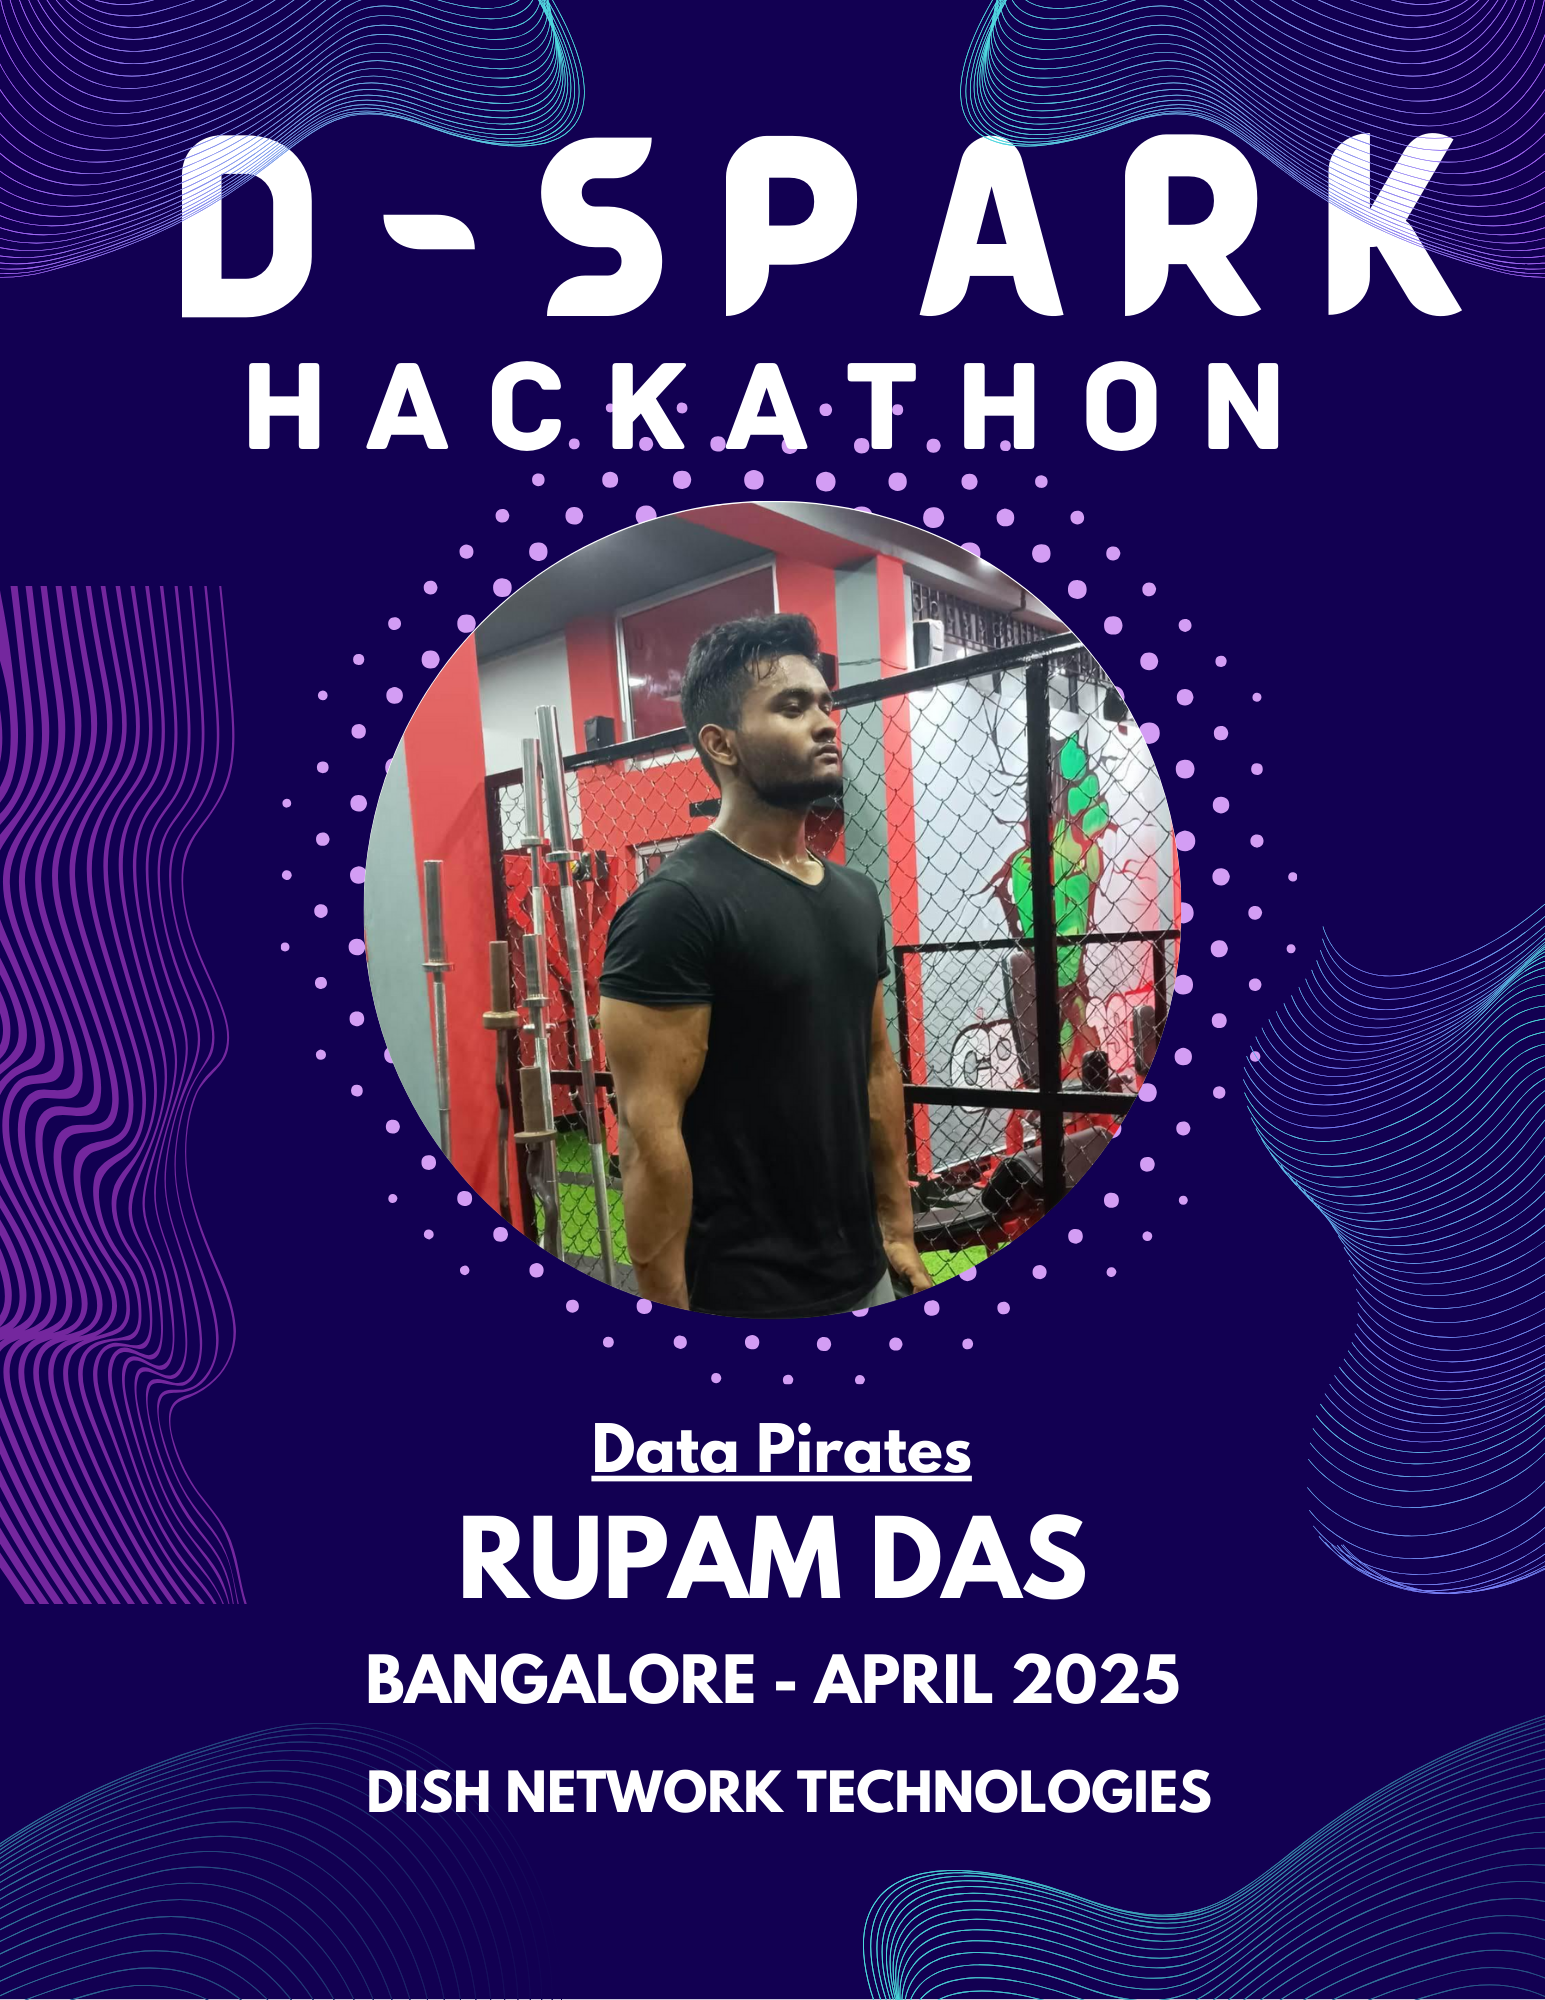 D-SPARK
HACKATHON
Data Pirates
RUPAM DAS
BANGALORE - APRIL 2025
DISH NETWORK TECHNOLOGIES